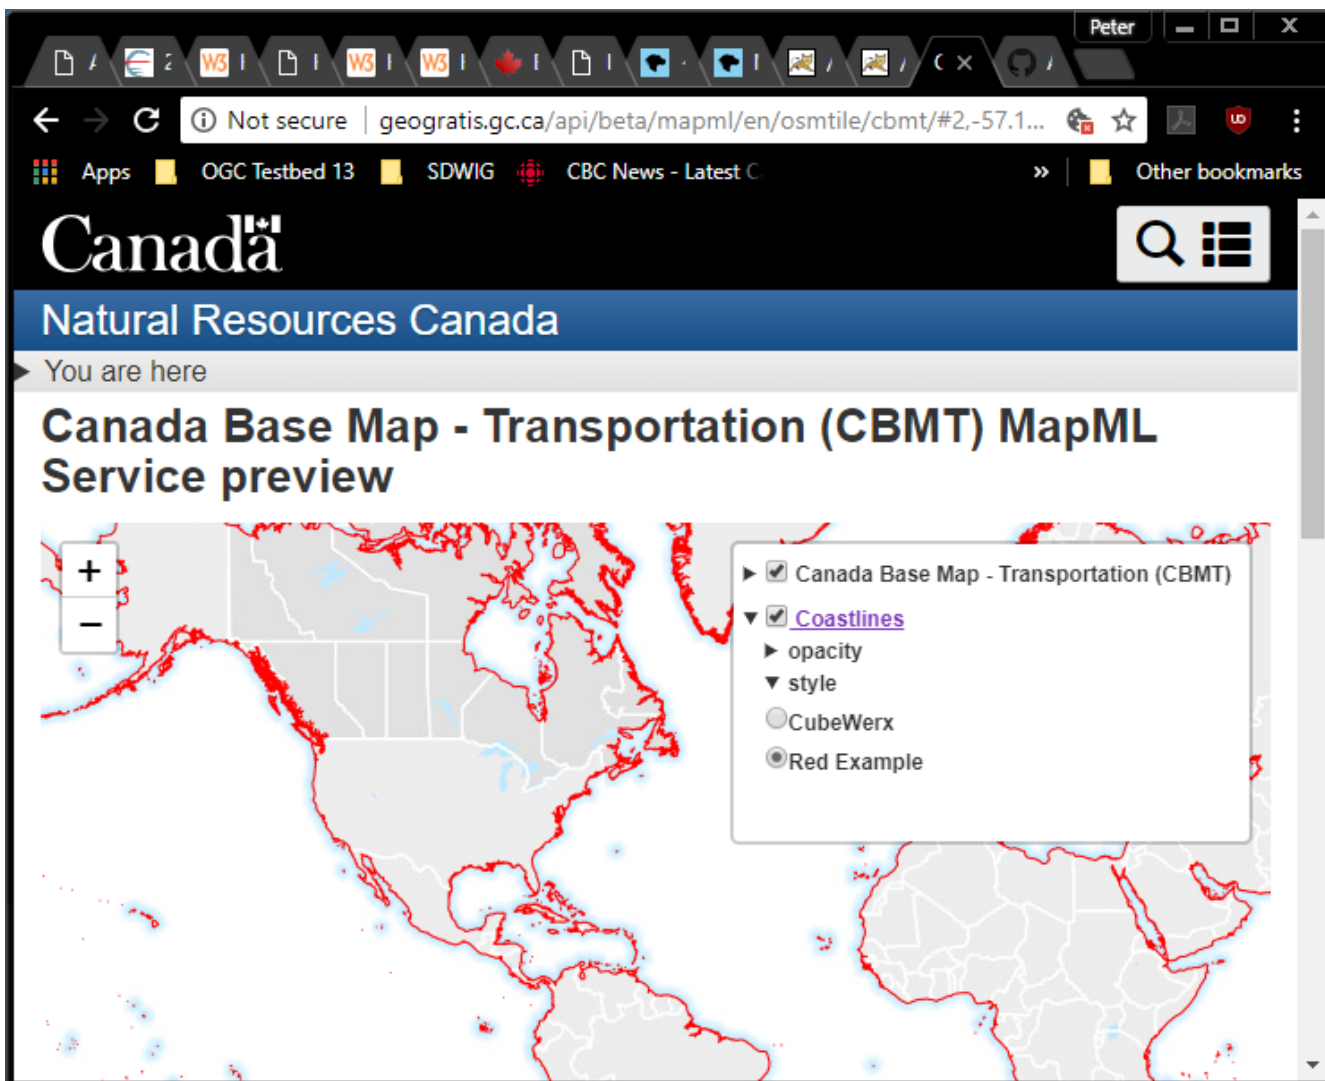 Peter
Not secure | geogratis.gc.ca/api/beta/mapml/en/osmtile/cbmt/#2,-57.1...
Apps OGC Testbed 13 SDWIG CBC News - Latest C » Other bookmarks
Canada
Natural Resources Canada
You are here
Canada Base Map - Transportation (CBMT) MapML
Service preview
+
−
Canada Base Map - Transportation (CBMT)
Coastlines
opacity
style
CubeWerx
Red Example